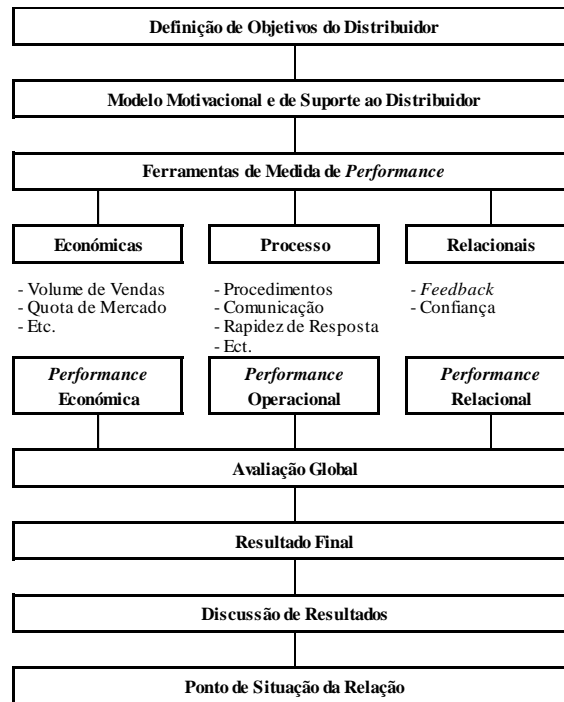 Definição de Objetivos do Distribuidor
Modelo Motivacional e de Suporte ao Distribuidor
Ferramentas de Medida de Performance
Económicas
- Volume de Vendas
- Quota de Mercado
- Etc.
Processo
- Procedimentos
- Comunicação
- Rapidez de Resposta
- Ect.
Relacionais
- Feedback
- Confiança
Performance
Económica
Performance
Operacional
Performance
Relacional
Avaliação Global
Resultado Final
Discussão de Resultados
Ponto de Situação da Relação